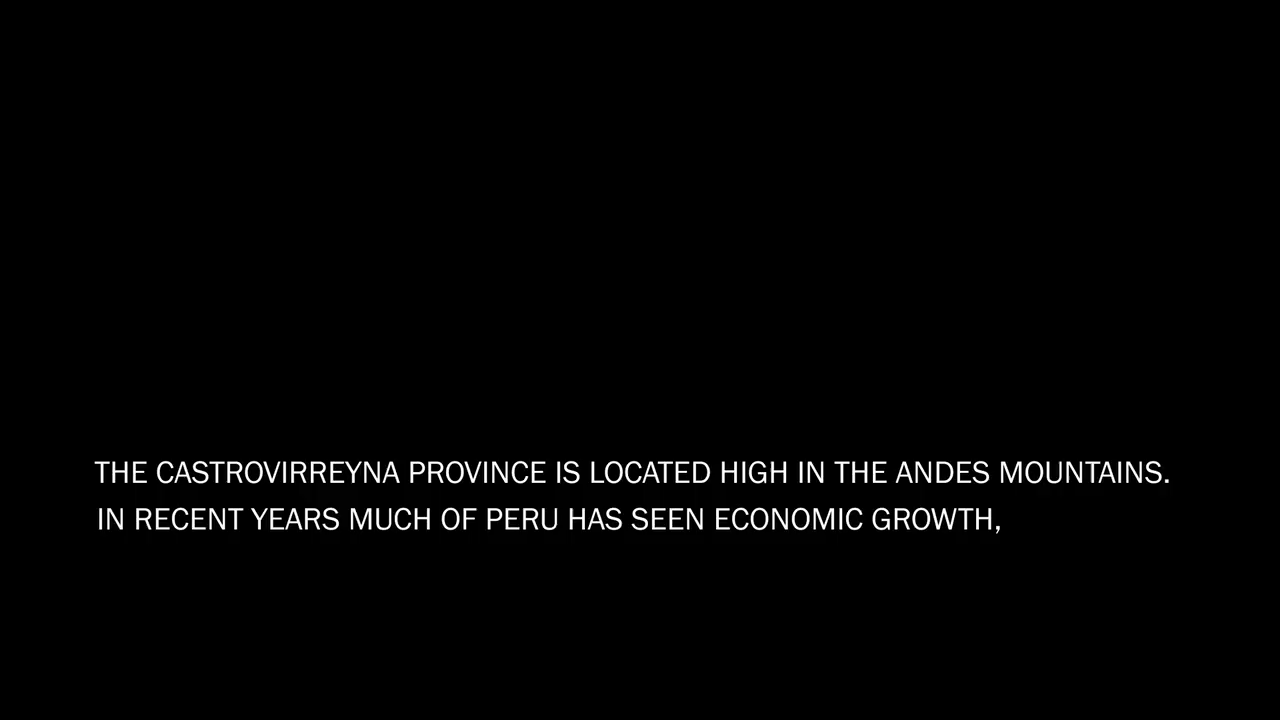 THE CASTROVIRREYNA PROVINCE IS LOCATED HIGH IN THE ANDES MOUNTAINS.
IN RECENT YEARS MUCH OF PERU HAS SEEN ECONOMIC GROWTH,